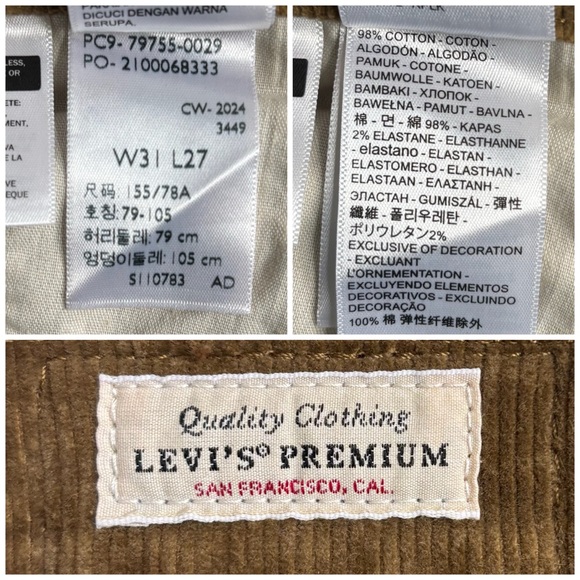 DICUCI DENGAN WARNA
SERUPA.
PC9- 79755-0029
PO- 2100068333
CW- 2024
3449
W31 L27
尺码: 155/78A
호칭: 79-105
허리둘레: 79 cm
엉덩이둘레: 105 cm
S110783 AD
LESS,
OR
98% COTTON - COTON -
ALGODÓN - ALGODÃO -
PAMUK - COTONE -
BAUMWOLLE - KATOEN -
BAMBAKI - ХЛОПОК -
BAWEŁNA - PAMUT - BAVLNA -
棉 - 면 - 綿 98% - KAPAS
2% ELASTANE - ELASTHANNE
- elastano - ELASTAN -
ELASTOMERO - ELASTHAN -
ELASTAAN - ΕΛΑΣΤΑΝΗ -
ЭЛАСТАН - GUMISZÁL - 彈性
纖維 - 폴리우레탄 -
ポリウレタン2%
EXCLUSIVE OF DECORATION
- EXCLUANT
L'ORNEMENTATION -
EXCLUYENDO ELEMENTOS
DECORATIVOS - EXCLUINDO
DECORAÇÃO
100% 棉 弹性纤维除外
Quality Clothing
LEVI'S® PREMIUM
SAN FRANCISCO, CAL.